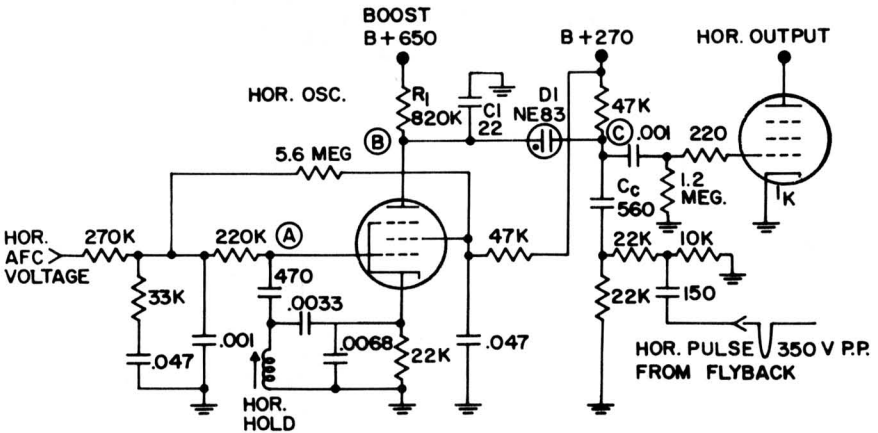 BOOST
B+650
B+270
HOR. OUTPUT
HOR. OSC.
R1
820K
C1
22
D1
NE83
47K
B
C
.001
220
5.6 MEG
1.2
MEG.
K
Cc
560
HOR.
AFC
VOLTAGE
270K
220K
A
47K
22K
10K
33K
470
.0033
.047
.001
.0068
22K
.047
22K
150
HOR.
HOLD
HOR. PULSE
350 V P.P.
FROM FLYBACK